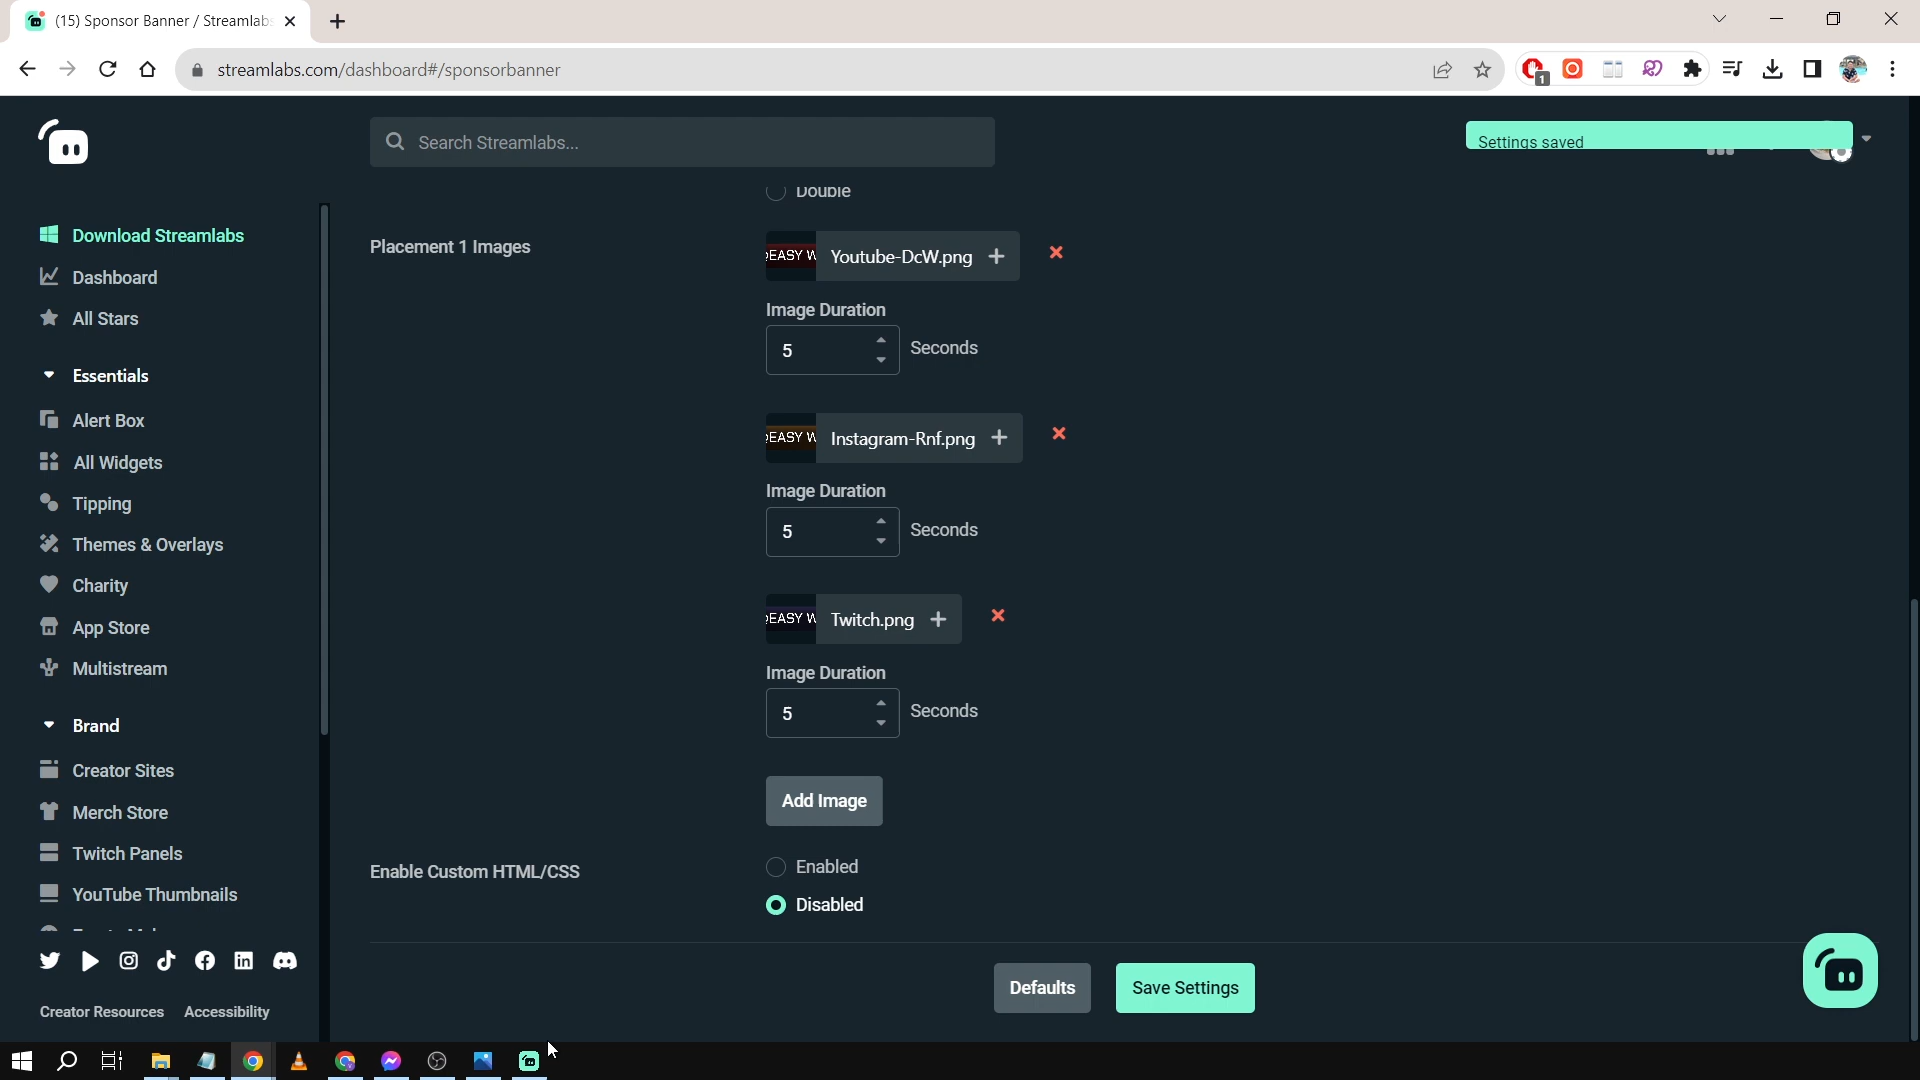 (15) Sponsor Banner / Streamlabs
streamlabs.com/dashboard#/sponsorbanner
1
Search Streamlabs...
Settings saved
Download Streamlabs
Dashboard
All Stars
Essentials
Alert Box
All Widgets
Tipping
Themes & Overlays
Charity
App Store
Multistream
Brand
Creator Sites
Merch Store
Twitch Panels
YouTube Thumbnails
Creator Resources Accessibility
Double
Placement 1 Images
EASY W Youtube-DcW.png
Image Duration
5 Seconds
EASY W Instagram-Rnf.png
Image Duration
5 Seconds
EASY W Twitch.png
Image Duration
5 Seconds
Add Image
Enable Custom HTML/CSS
Enabled
Disabled
Defaults Save Settings